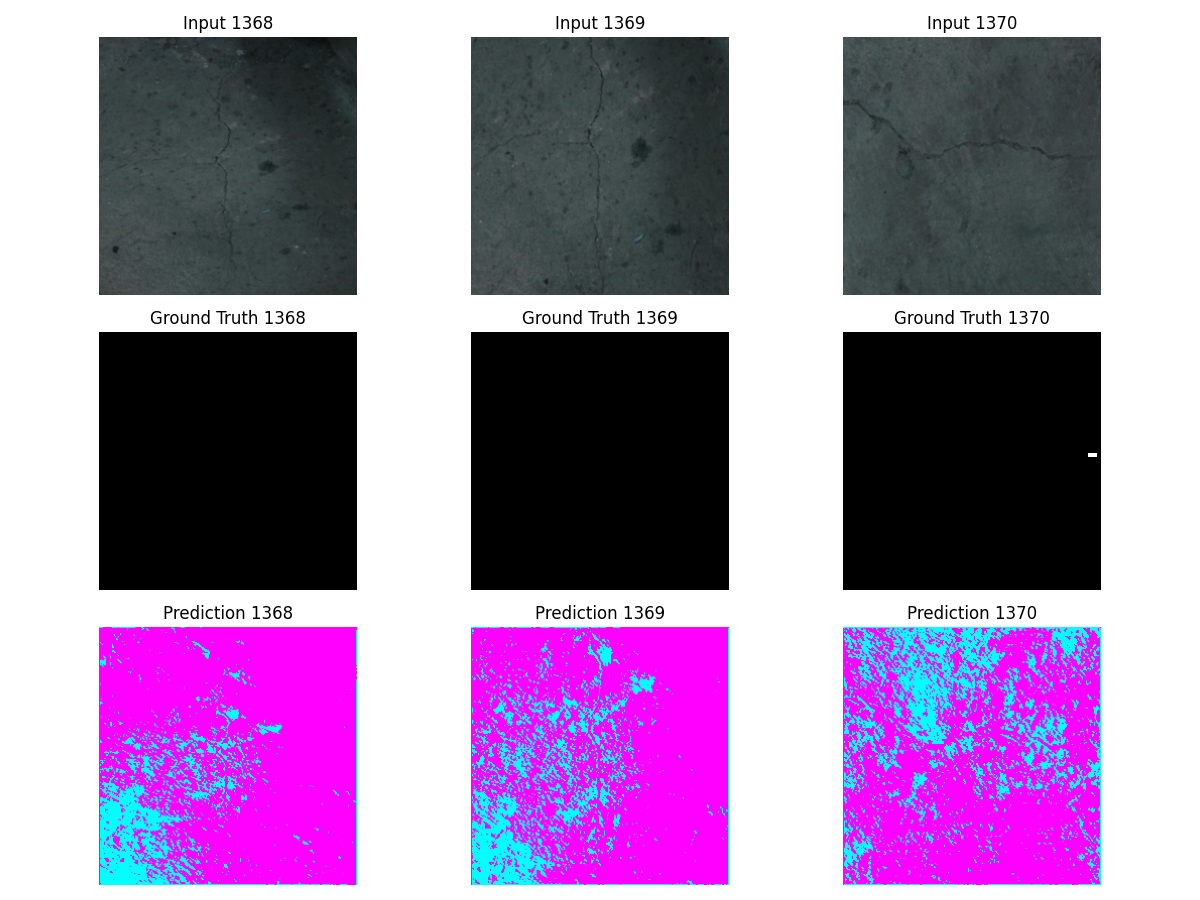 Input 1368
Input 1369
Input 1370
Ground Truth 1368
Ground Truth 1369
Ground Truth 1370
Prediction 1368
Prediction 1369
Prediction 1370